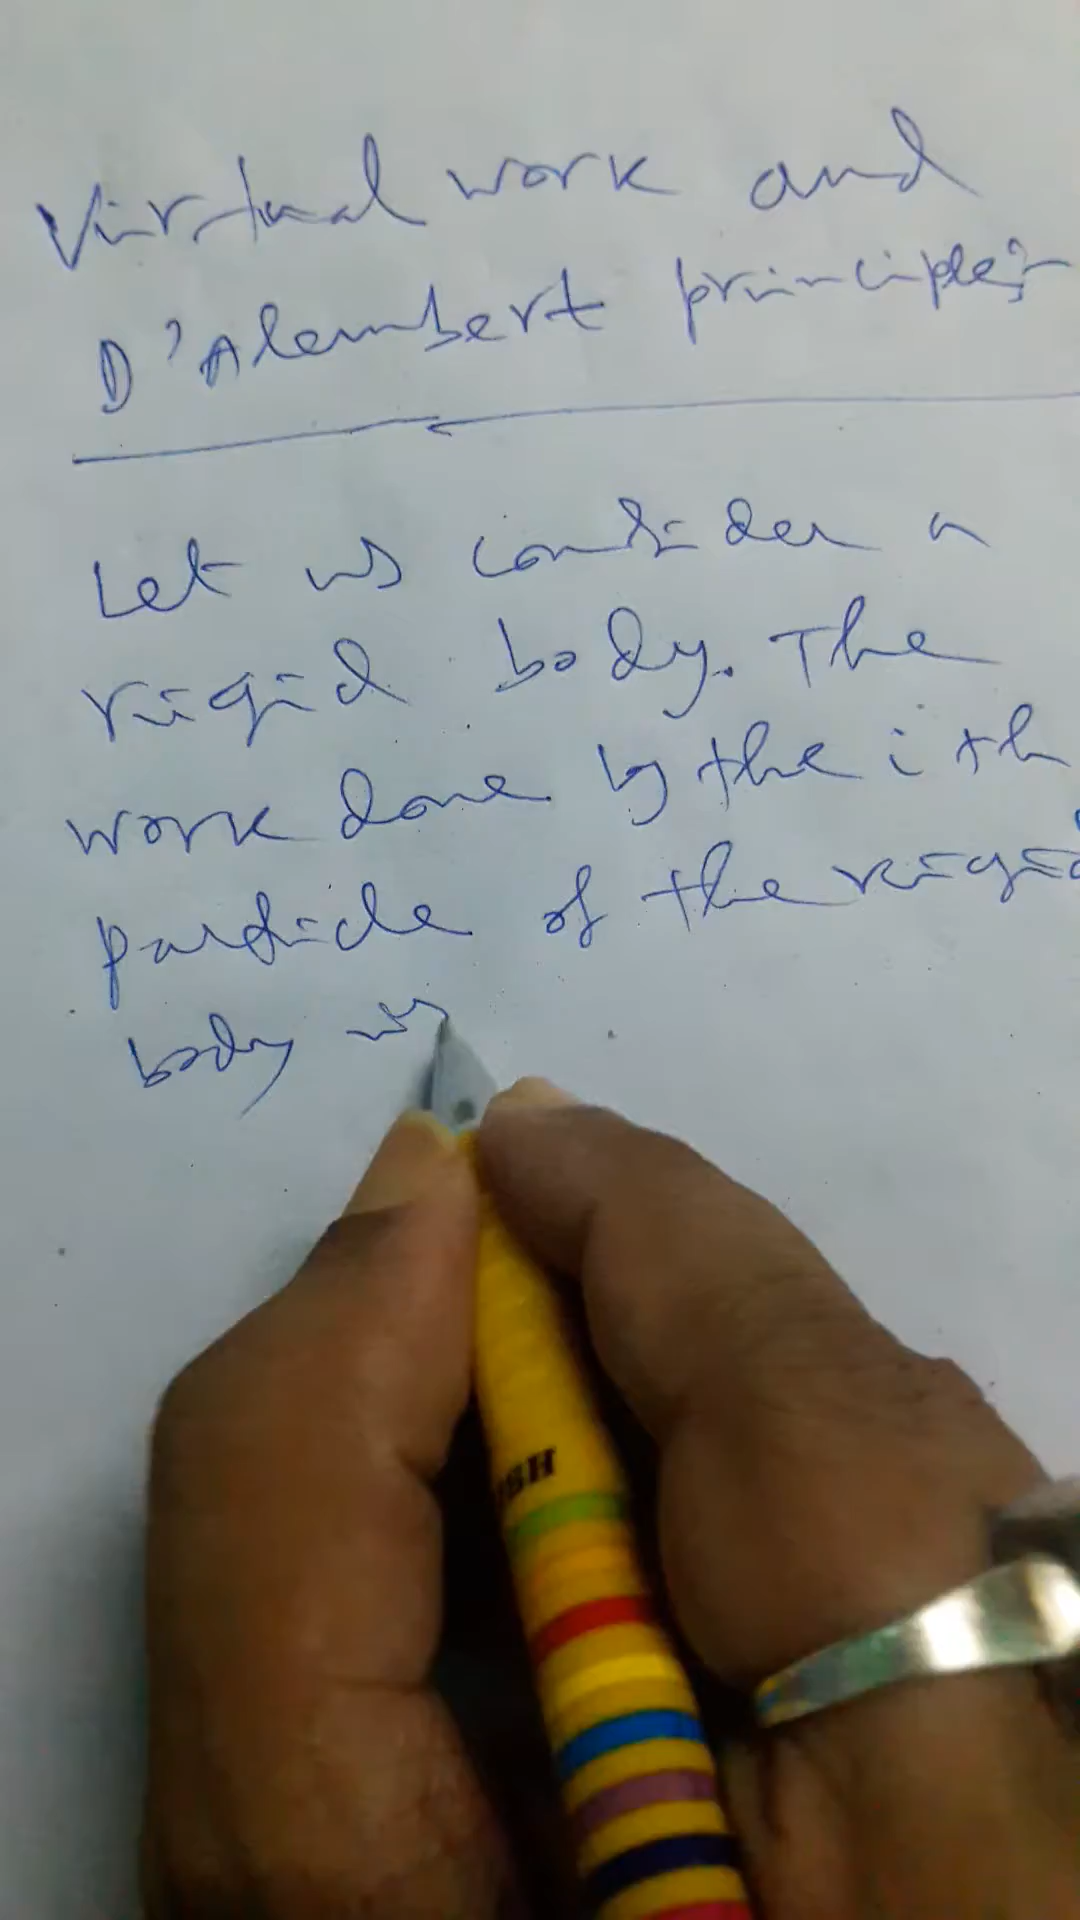 Virtual work and
D'Alembert principle:-
Let us consider a
rigid body. The
work done by the i th
particle of the rigid
body